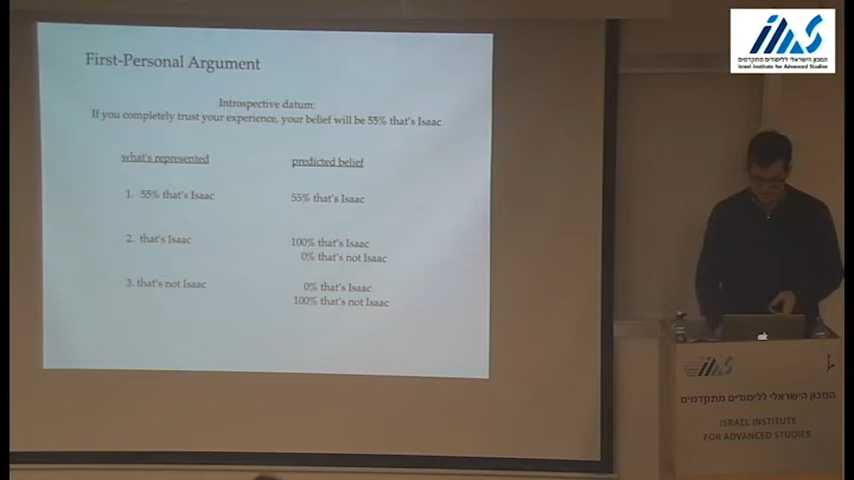 First-Personal Argument
Introspective datum:
If you completely trust your experience, your belief will be 55% that's Isaac
what's represented
predicted belief
1. 55% that's Isaac
55% that's Isaac
2. that's Isaac
100% that's Isaac
0% that's not Isaac
3. that's not Isaac
0% that's Isaac
100% that's not Isaac
המכון הישראלי ללימודים מתקדמים
Israel Institute for Advanced Studies
המכון הישראלי ללימודים מתקדמים
ISRAEL INSTITUTE
FOR ADVANCED STUDIES